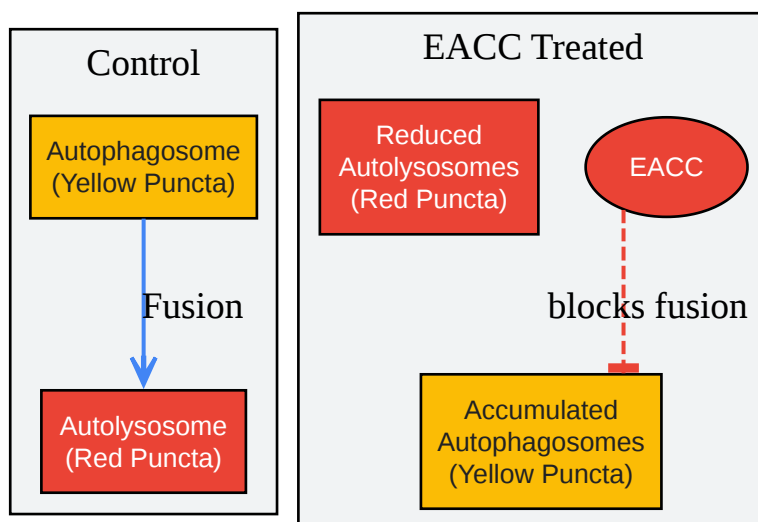 Control
Autophagosome
(Yellow Puncta)
Fusion
Autolysosome
(Red Puncta)
EACC Treated
Reduced
Autolysosomes
(Red Puncta)
EACC
blocks fusion
Accumulated
Autophagosomes
(Yellow Puncta)